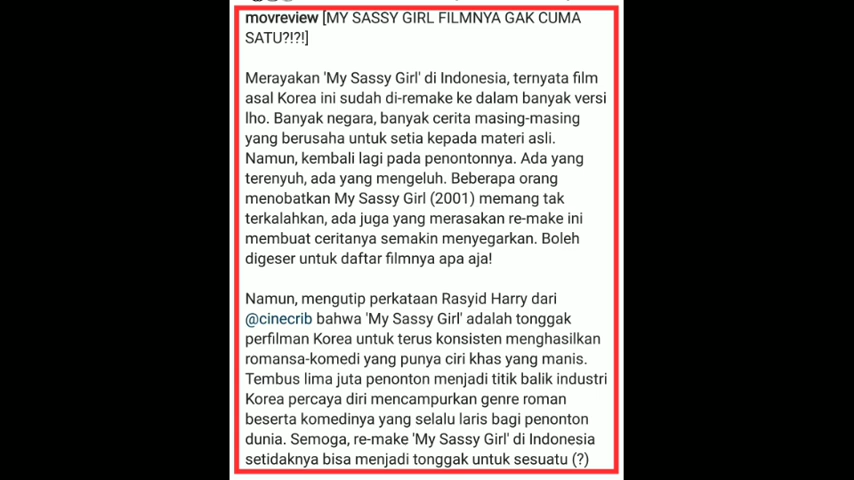 movreview [MY SASSY GIRL FILMNYA GAK CUMA
SATU?!?!]
Merayakan 'My Sassy Girl' di Indonesia, ternyata film
asal Korea ini sudah di-remake ke dalam banyak versi
lho. Banyak negara, banyak cerita masing-masing
yang berusaha untuk setia kepada materi asli.
Namun, kembali lagi pada penontonnya. Ada yang
terenyuh, ada yang mengeluh. Beberapa orang
menobatkan My Sassy Girl (2001) memang tak
terkalahkan, ada juga yang merasakan re-make ini
membuat ceritanya semakin menyegarkan. Boleh
digeser untuk daftar filmnya apa aja!
Namun, mengutip perkataan Rasyid Harry dari
@cinecrib bahwa 'My Sassy Girl' adalah tonggak
perfilman Korea untuk terus konsisten menghasilkan
romansa-komedi yang punya ciri khas yang manis.
Tembus lima juta penonton menjadi titik balik industri
Korea percaya diri mencampurkan genre roman
beserta komedinya yang selalu laris bagi penonton
dunia. Semoga, re-make 'My Sassy Girl' di Indonesia
setidaknya bisa menjadi tonggak untuk sesuatu (?)